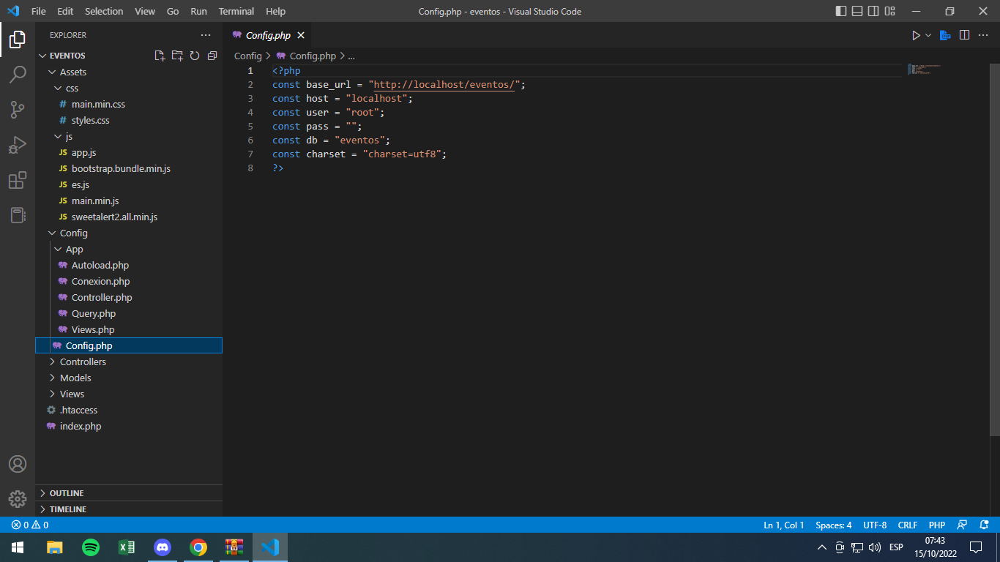 File Edit Selection View Go Run Terminal Help Config.php - eventos - Visual Studio Code
EXPLORER
EVENTOS
Assets
css
# main.min.css
# styles.css
js
JS app.js
JS bootstrap.bundle.min.js
JS es.js
JS main.min.js
JS sweetalert2.all.min.js
Config
App
Autoload.php
Conexion.php
Controller.php
Query.php
Views.php
Config.php
Controllers
Models
Views
.htaccess
index.php
OUTLINE
TIMELINE
Config.php
Config > Config.php > ...
1 <?php
2 const base_url = "http://localhost/eventos/";
3 const host = "localhost";
4 const user = "root";
5 const pass = "";
6 const db = "eventos";
7 const charset = "charset=utf8";
8 ?>
0 0 Ln 1, Col 1 Spaces: 4 UTF-8 CRLF PHP
ESP
07:43
15/10/2022